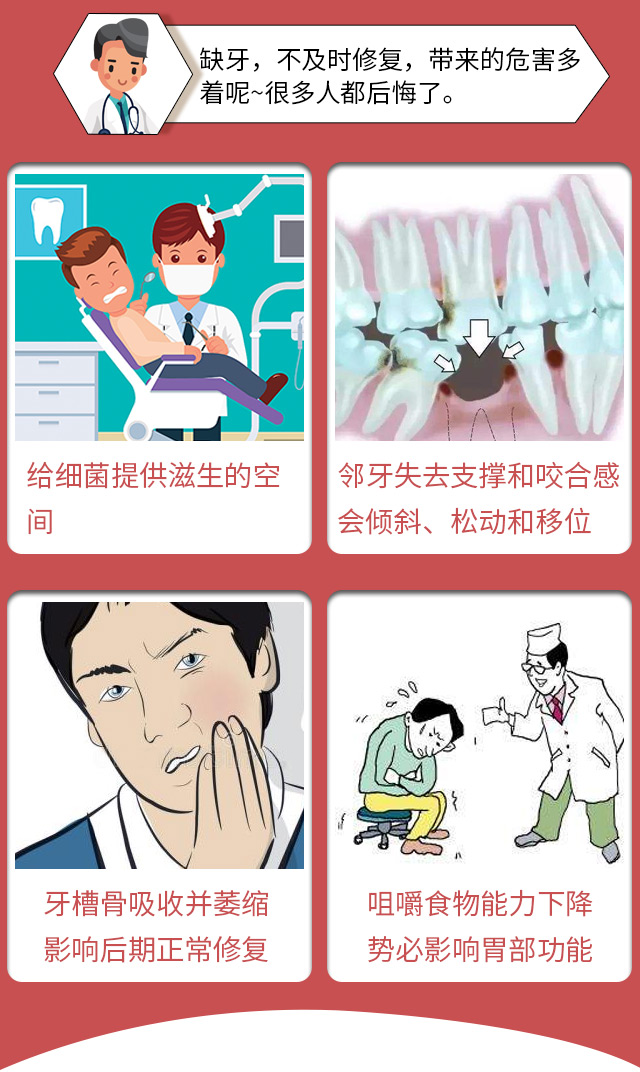 缺牙，不及时修复，带来的危害多
着呢~很多人都后悔了。
给细菌提供滋生的空
间
邻牙失去支撑和咬合感
会倾斜、松动和移位
牙槽骨吸收并萎缩
影响后期正常修复
咀嚼食物能力下降
势必影响胃部功能